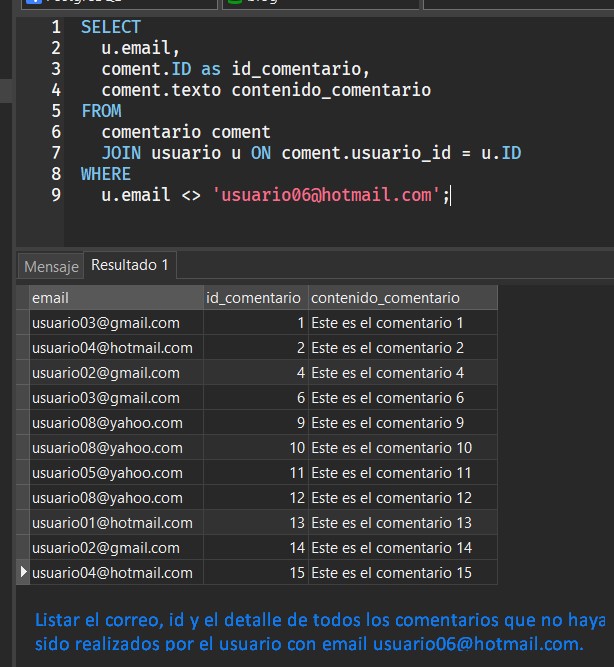 1 SELECT
2 u.email,
3 coment.ID as id_comentario,
4 coment.texto contenido_comentario
5 FROM
6 comentario coment
7 JOIN usuario u ON coment.usuario_id = u.ID
8 WHERE
9 u.email <> 'usuario06@hotmail.com';
Mensaje Resultado 1
email id_comentario contenido_comentario
usuario03@gmail.com 1 Este es el comentario 1
usuario04@hotmail.com 2 Este es el comentario 2
usuario02@gmail.com 4 Este es el comentario 4
usuario03@gmail.com 6 Este es el comentario 6
usuario08@yahoo.com 9 Este es el comentario 9
usuario08@yahoo.com 10 Este es el comentario 10
usuario05@yahoo.com 11 Este es el comentario 11
usuario08@yahoo.com 12 Este es el comentario 12
usuario01@hotmail.com 13 Este es el comentario 13
usuario02@gmail.com 14 Este es el comentario 14
usuario04@hotmail.com 15 Este es el comentario 15
Listar el correo, id y el detalle de todos los comentarios que no haya
sido realizados por el usuario con email usuario06@hotmail.com.